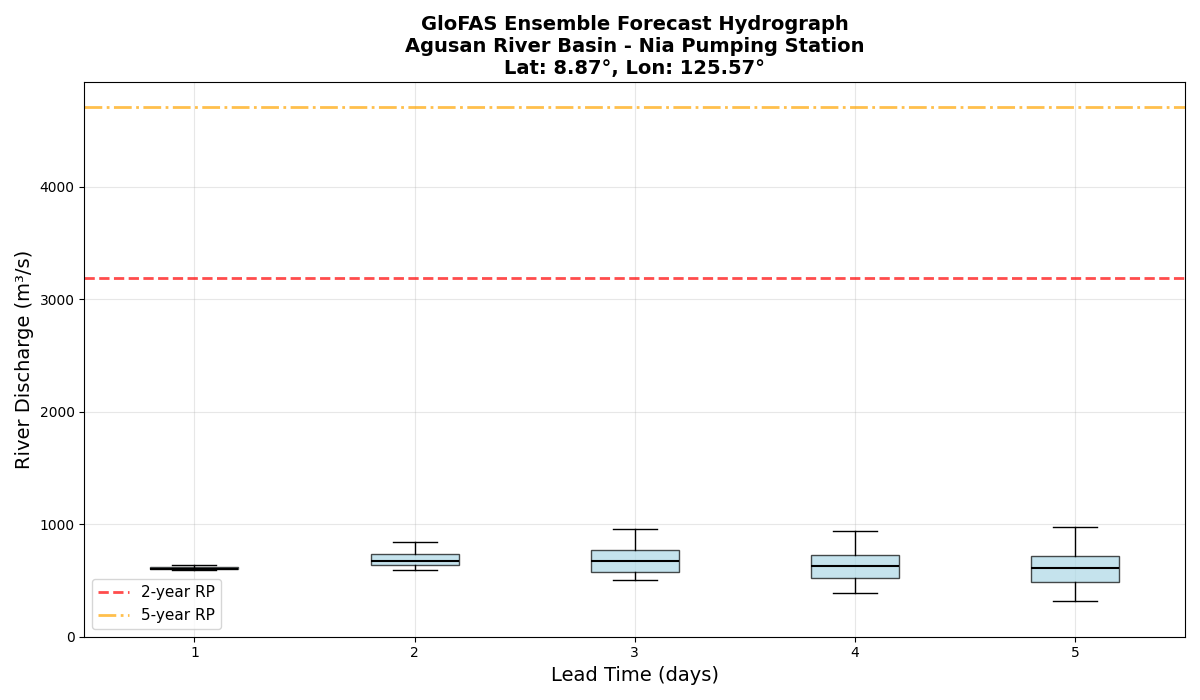 GloFAS Ensemble Forecast Hydrograph
Agusan River Basin - Nia Pumping Station
Lat: 8.87°, Lon: 125.57°
River Discharge (m³/s)
4000
3000
2000
1000
0
2-year RP
5-year RP
1 2 3 4 5
Lead Time (days)